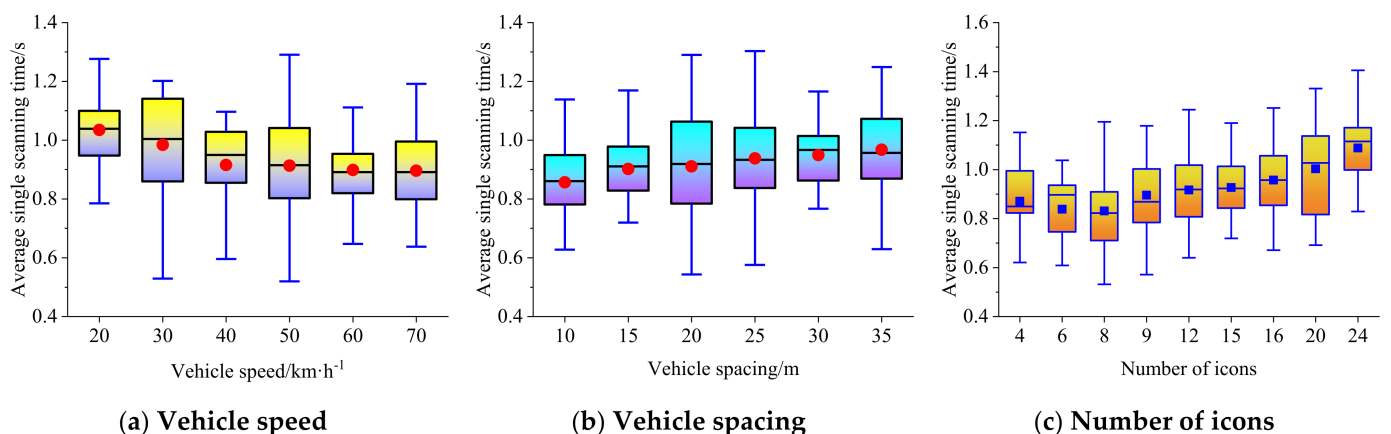 Average single scanning time/s
1.4
1.2
1.0
0.8
0.6
0.4
20 30 40 50 60 70
Vehicle speed/km·h⁻¹
(a) Vehicle speed
Average single scanning time/s
1.4
1.2
1.0
0.8
0.6
0.4
10 15 20 25 30 35
Vehicle spacing/m
(b) Vehicle spacing
Average single scanning time/s
1.6
1.4
1.2
1.0
0.8
0.6
0.4
4 6 8 9 12 15 16 20 24
Number of icons
(c) Number of icons